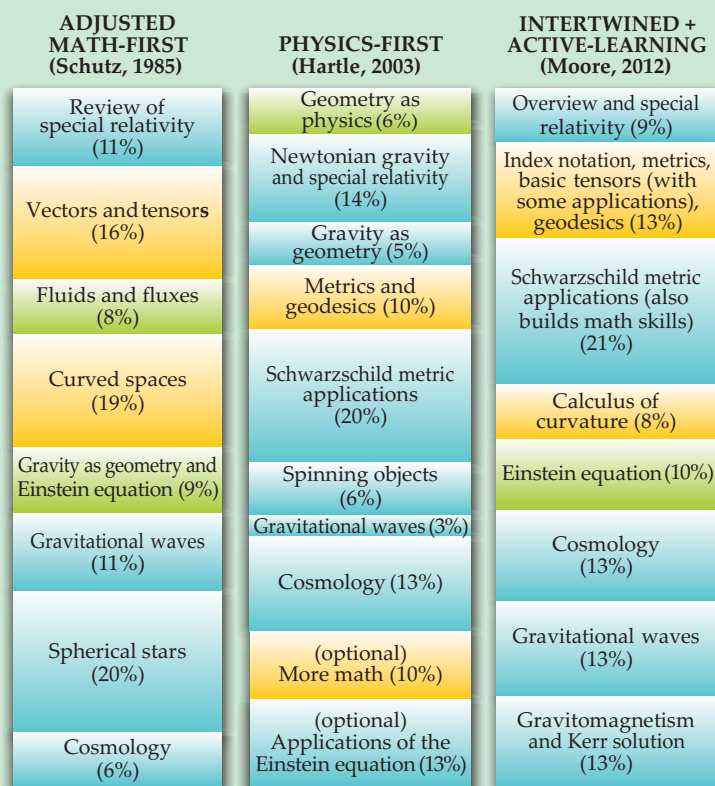 ADJUSTED
MATH-FIRST
(Schutz, 1985)
Review of
special relativity
(11%)
Vectors and tensors
(16%)
Fluids and fluxes
(8%)
Curved spaces
(19%)
Gravity as geometry and
Einstein equation (9%)
Gravitational waves
(11%)
Spherical stars
(20%)
Cosmology
(6%)
PHYSICS-FIRST
(Hartle, 2003)
Geometry as
physics (6%)
Newtonian gravity
and special relativity
(14%)
Gravity as
geometry (5%)
Metrics and
geodesics (10%)
Schwarzschild metric
applications
(20%)
Spinning objects
(6%)
Gravitational waves (3%)
Cosmology (13%)
(optional)
More math (10%)
(optional)
Applications of the
Einstein equation (13%)
INTERTWINED +
ACTIVE-LEARNING
(Moore, 2012)
Overview and special
relativity (9%)
Index notation, metrics,
basic tensors (with
some applications),
geodesics (13%)
Schwarzschild metric
applications (also
builds math skills)
(21%)
Calculus of
curvature (8%)
Einstein equation (10%)
Cosmology
(13%)
Gravitational waves
(13%)
Gravitomagnetism
and Kerr solution
(13%)